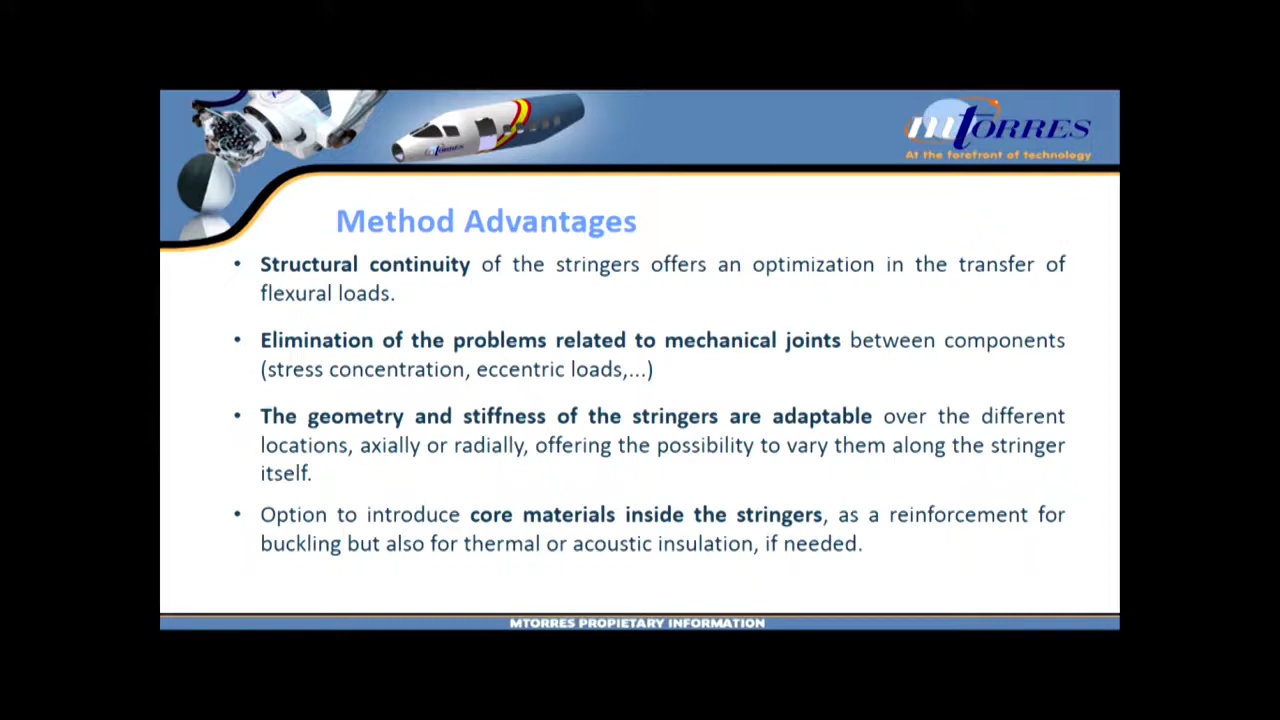 mTORRES
At the forefront of technology
mTORRES
Method Advantages
• Structural continuity of the stringers offers an optimization in the transfer of
flexural loads.
• Elimination of the problems related to mechanical joints between components
(stress concentration, eccentric loads,...)
• The geometry and stiffness of the stringers are adaptable over the different
locations, axially or radially, offering the possibility to vary them along the stringer
itself.
• Option to introduce core materials inside the stringers, as a reinforcement for
buckling but also for thermal or acoustic insulation, if needed.
MTORRES PROPIETARY INFORMATION